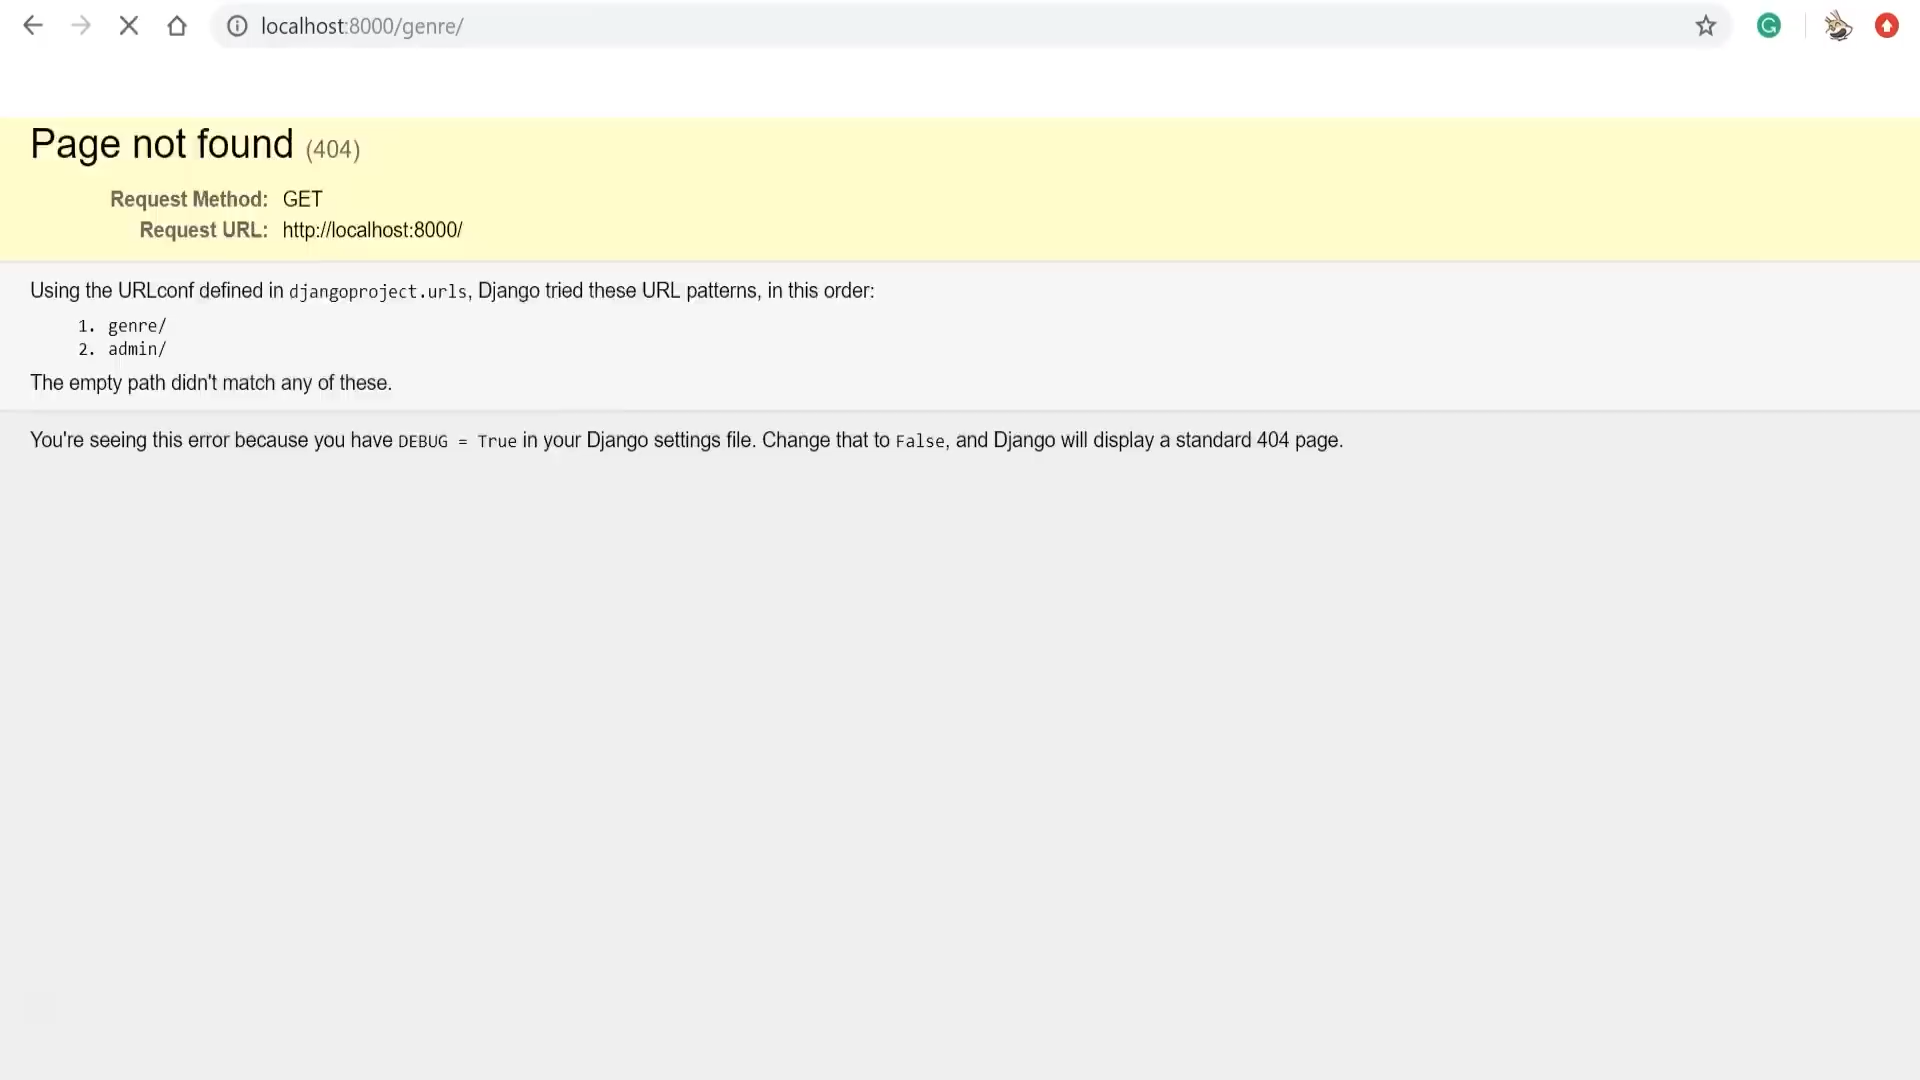 localhost:8000/genre/
Page not found (404)
Request Method: GET
Request URL: http://localhost:8000/
Using the URLconf defined in djangoproject.urls, Django tried these URL patterns, in this order:
1. genre/
2. admin/
The empty path didn't match any of these.
You're seeing this error because you have DEBUG = True in your Django settings file. Change that to False, and Django will display a standard 404 page.